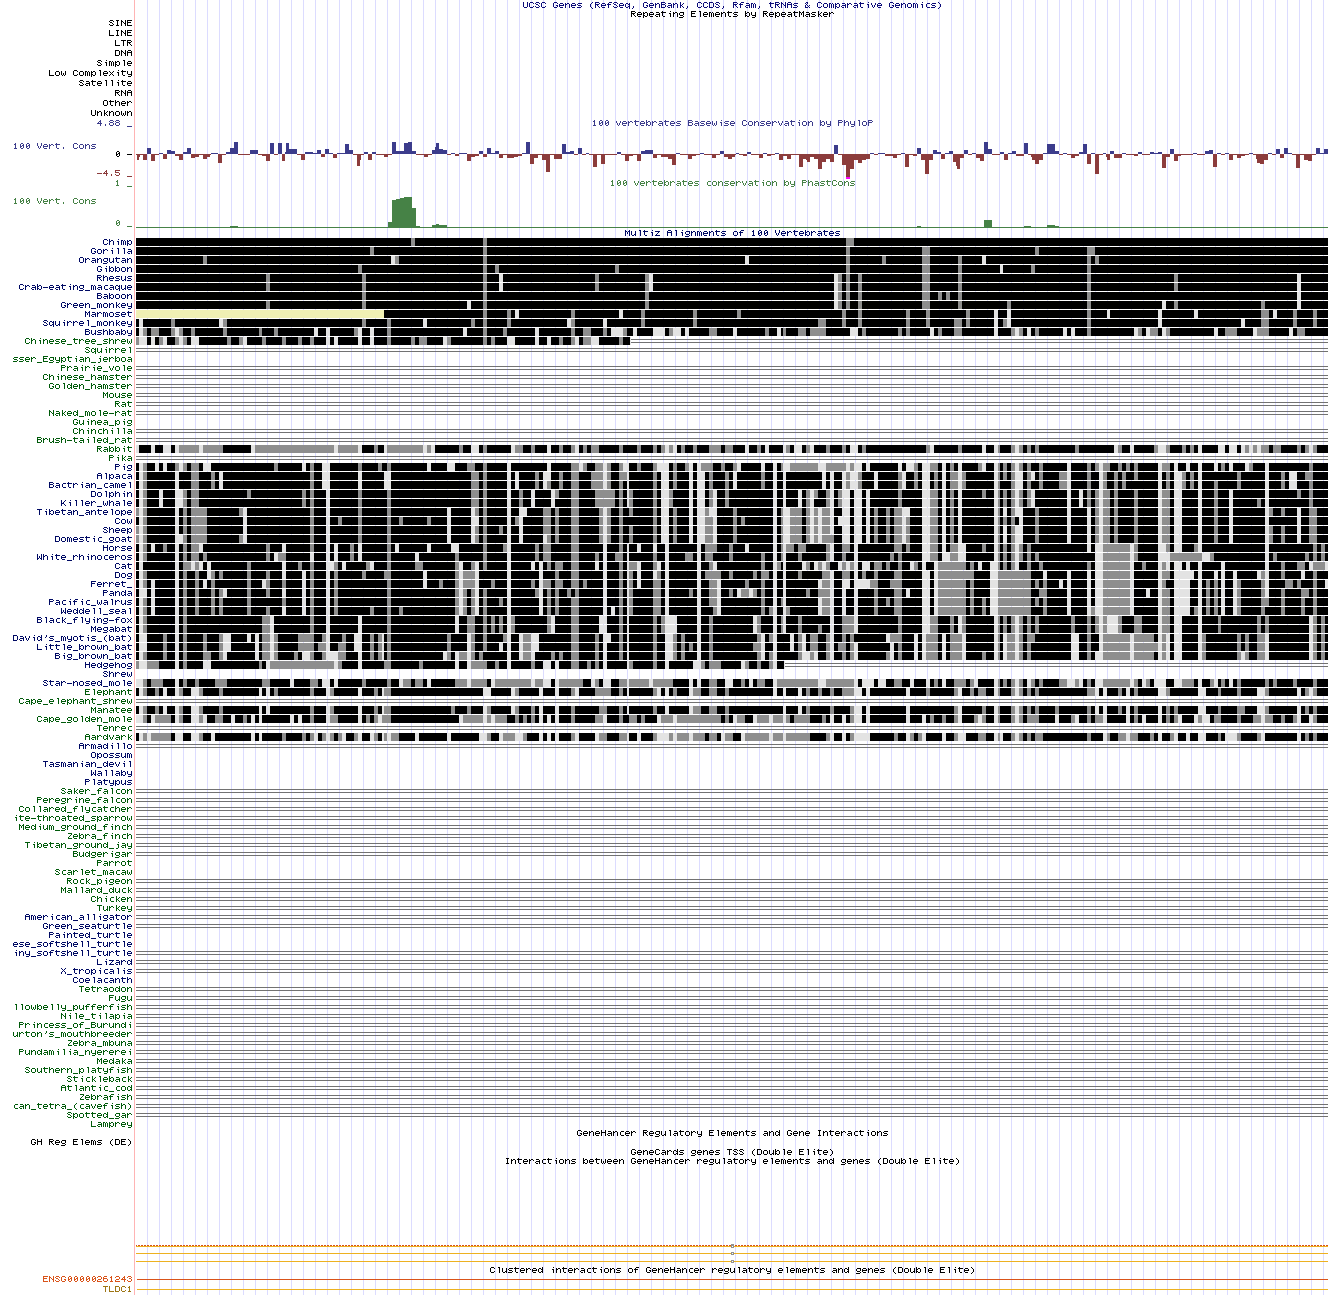 UCSC Genes (RefSeq, GenBank, CCDS, Rfam, tRNAs & Comparative Genomics)
Repeating Elements by RepeatMasker
SINE
LINE
LTR
DNA
Simple
Low Complexity
Satellite
RNA
Other
Unknown
4.88 _
100 vertebrates Basewise Conservation by PhyloP
100 Vert. Cons
0 _
-4.5 _
100 vertebrates conservation by PhastCons
1 _
100 Vert. Cons
0 _
Multiz Alignments of 100 Vertebrates
Chimp
Gorilla
Orangutan
Gibbon
Rhesus
Crab-eating_macaque
Baboon
Green_monkey
Marmoset
Squirrel_monkey
Bushbaby
Chinese_tree_shrew
Squirrel
sser_Egyptian_jerboa
Prairie_vole
Chinese_hamster
Golden_hamster
Mouse
Rat
Naked_mole-rat
Guinea_pig
Chinchilla
Brush-tailed_rat
Rabbit
Pika
Pig
Alpaca
Bactrian_camel
Dolphin
Killer_whale
Tibetan_antelope
Cow
Sheep
Domestic_goat
Horse
White_rhinoceros
Cat
Dog
Ferret_
Panda
Pacific_walrus
Weddell_seal
Black_flying-fox
Megabat
David's_myotis_(bat)
Little_brown_bat
Big_brown_bat
Hedgehog
Shrew
Star-nosed_mole
Elephant
Cape_elephant_shrew
Manatee
Cape_golden_mole
Tenrec
Aardvark
Armadillo
Opossum
Tasmanian_devil
Wallaby
Platypus
Saker_falcon
Peregrine_falcon
Collared_flycatcher
ite-throated_sparrow
Medium_ground_finch
Zebra_finch
Tibetan_ground_jay
Budgerigar
Parrot
Scarlet_macaw
Rock_pigeon
Mallard_duck
Chicken
Turkey
American_alligator
Green_seaturtle
Painted_turtle
ese_softshell_turtle
iny_softshell_turtle
Lizard
X_tropicalis
Coelacanth
Tetraodon
Fugu
llowbelly_pufferfish
Nile_tilapia
Princess_of_Burundi
urton's_mouthbreeder
Zebra_mbuna
Pundamilia_nyererei
Medaka
Southern_platyfish
Stickleback
Atlantic_cod
Zebrafish
can_tetra_(cavefish)
Spotted_gar
Lamprey
GeneHancer Regulatory Elements and Gene Interactions
GH Reg Elems (DE)
GeneCards genes TSS (Double Elite)
Interactions between GeneHancer regulatory elements and genes (Double Elite)
Clustered interactions of GeneHancer regulatory elements and genes (Double Elite)
ENSG00000261243
TLDC1